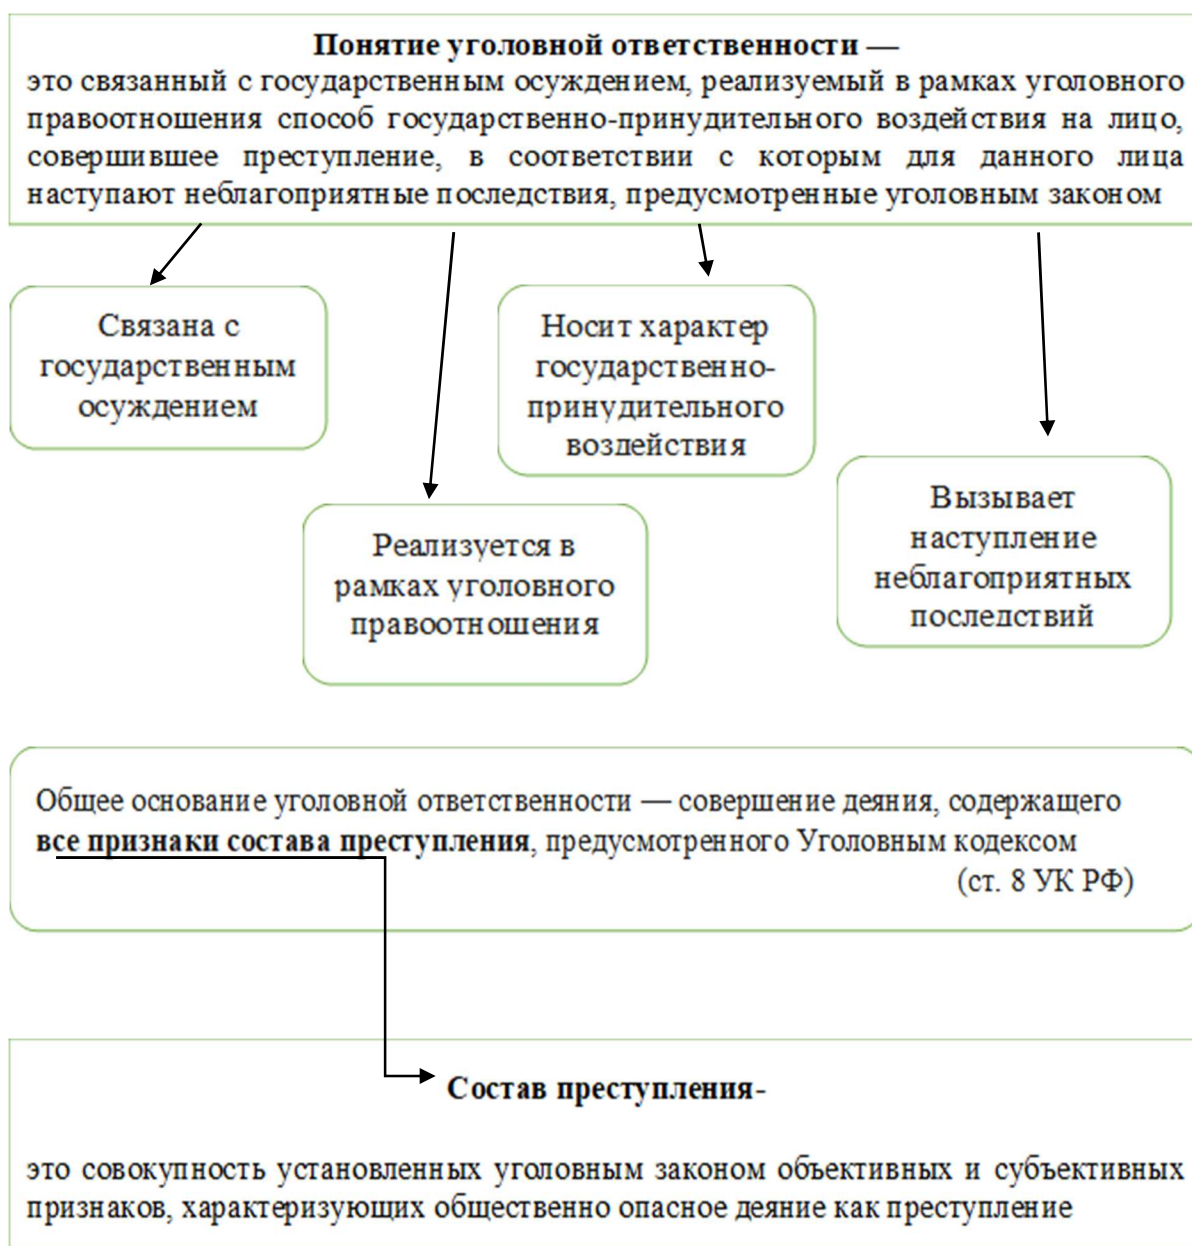 Понятие уголовной ответственности —
это связанный с государственным осуждением, реализуемый в рамках уголовного
правоотношения способ государственно-принудительного воздействия на лицо,
совершившее преступление, в соответствии с которым для данного лица
наступают неблагоприятные последствия, предусмотренные уголовным законом
Связана с
государственным
осуждением
Носит характер
государственно-
принудительного
воздействия
Реализуется в
рамках уголовного
правоотношения
Вызывает
наступление
неблагоприятных
последствий
Общее основание уголовной ответственности — совершение деяния, содержащего
все признаки состава преступления, предусмотренного Уголовным кодексом
(ст. 8 УК РФ)
Состав преступления-
это совокупность установленных уголовным законом объективных и субъективных
признаков, характеризующих общественно опасное деяние как преступление